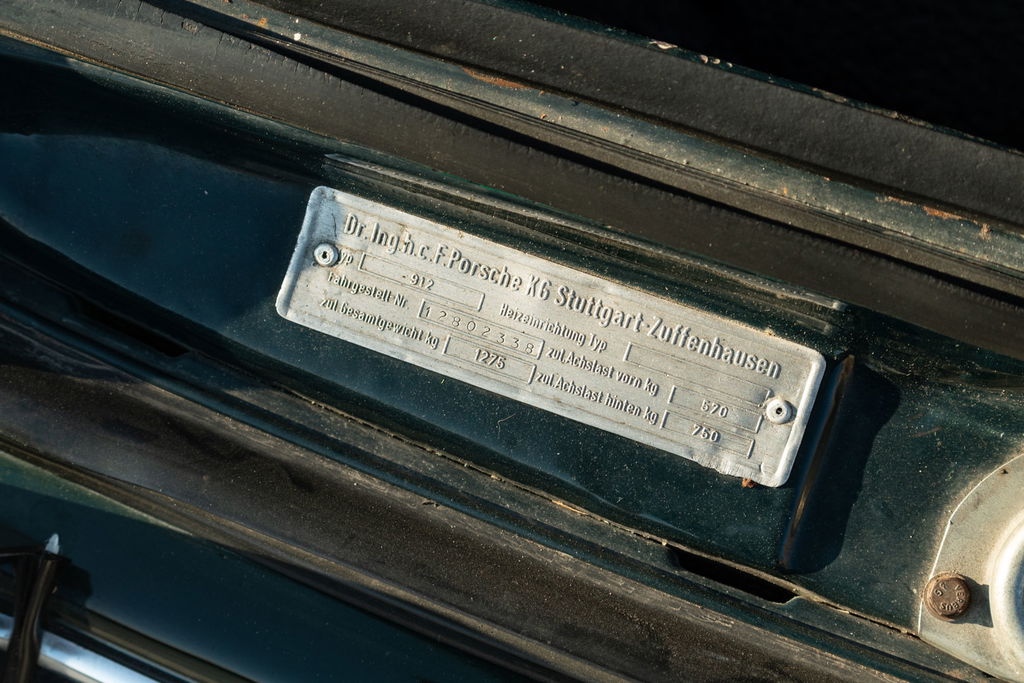 Dr. Ing. h. c. F. Porsche KG Stuttgart-Zuffenhausen
Typ 912 Heizeinrichtung Typ
Fahrgestell Nr. 12802338 zul. Achslast vorn kg 570
zul. Gesamtgewicht kg 1275 zul. Achslast hinten kg 750